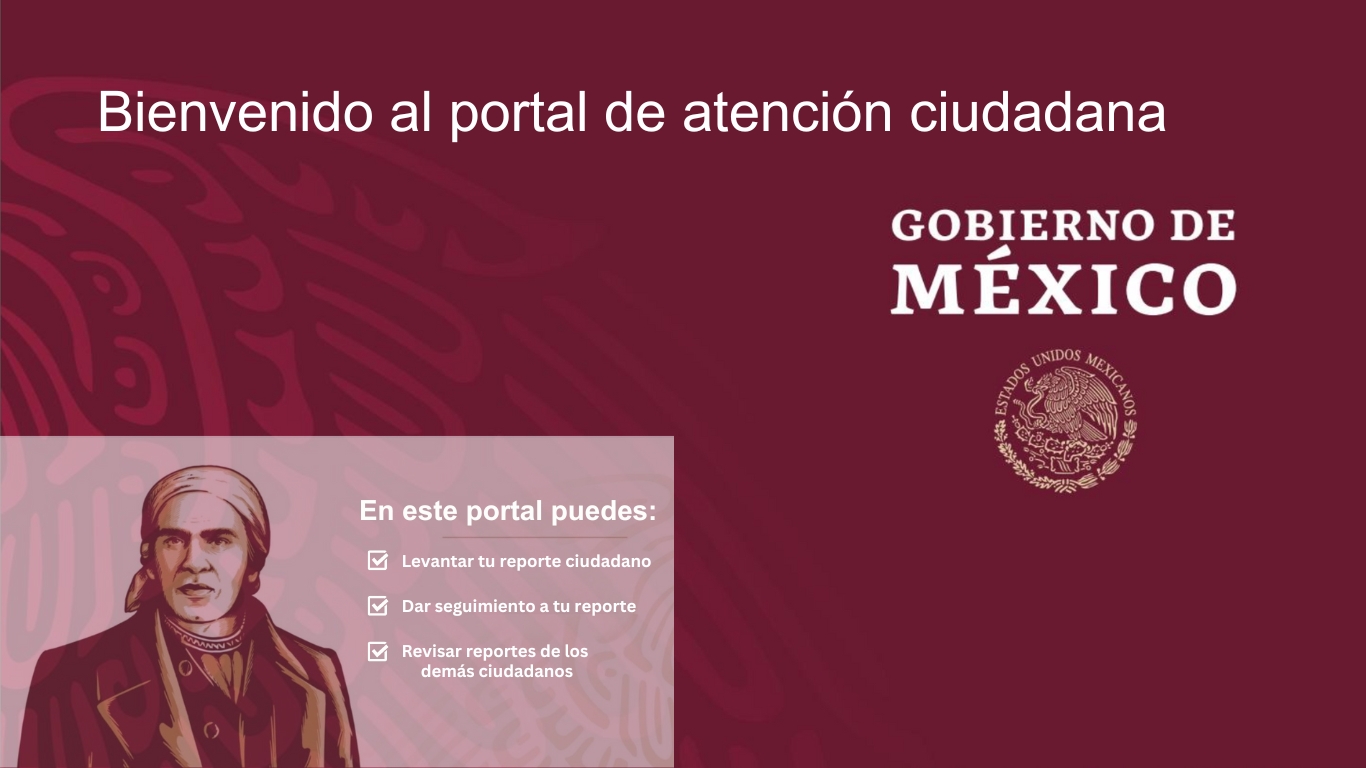 Bienvenido al portal de atención ciudadana
GOBIERNO DE
MÉXICO
ESTADOS UNIDOS MEXICANOS
En este portal puedes:
Levantar tu reporte ciudadano
Dar seguimiento a tu reporte
Revisar reportes de los
demás ciudadanos